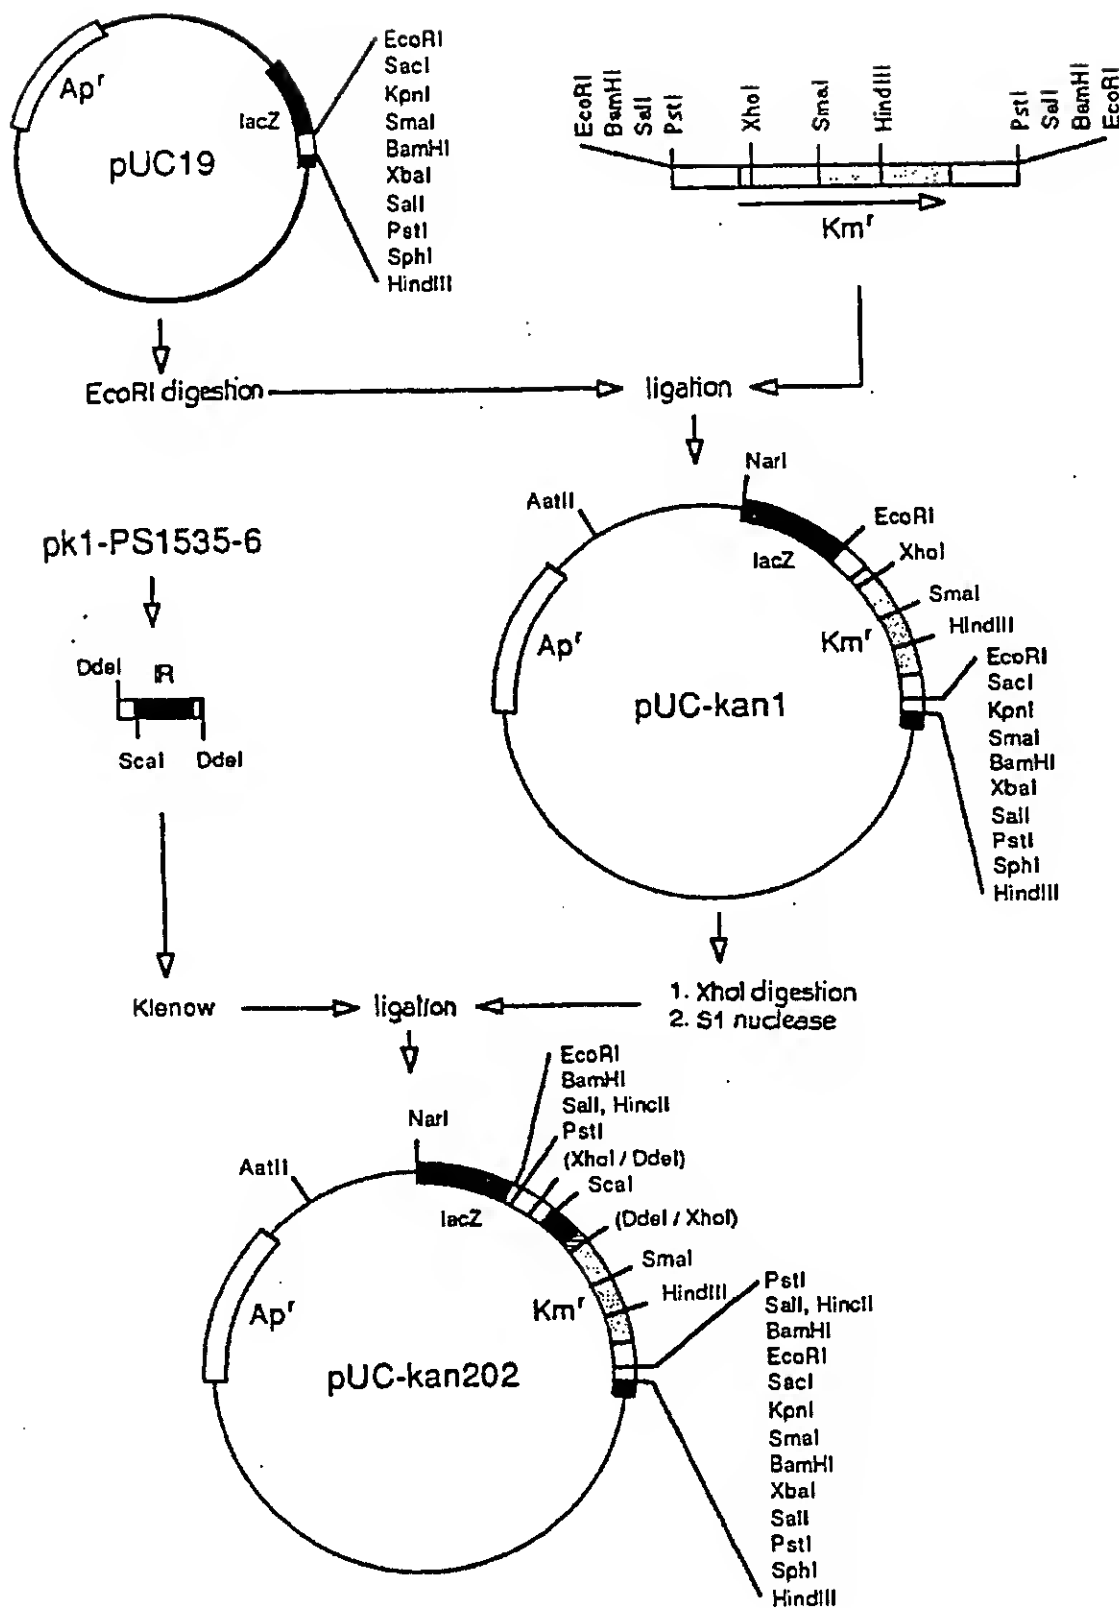 EcoRI
SacI
KpnI
SmaI
BamHI
XbaI
SalI
PstI
SphI
HindIII
Ap^r
lacZ
pUC19
EcoRI
BamHI
SalI
PstI
XhoI
SmaI
HindIII
PstI
SalI
BamHI
EcoRI
Km^r
EcoRI digestion
ligation
NarI
AatII
EcoRI
XhoI
lacZ
SmaI
HindIII
Km^r
Ap^r
pUC-kan1
EcoRI
SacI
KpnI
SmaI
BamHI
XbaI
SalI
PstI
SphI
HindIII
pk1-PS1535-6
DdeI
IR
ScaI
DdeI
Klenow
ligation
1. XhoI digestion
2. S1 nuclease
EcoRI
BamHI
SalI, HincII
PstI
(XhoI / DdeI)
ScaI
(DdeI / XhoI)
NarI
AatII
lacZ
SmaI
HindIII
Km^r
Ap^r
pUC-kan202
PstI
SalI, HincII
BamHI
EcoRI
SacI
KpnI
SmaI
BamHI
XbaI
SalI
PstI
SphI
HindIII